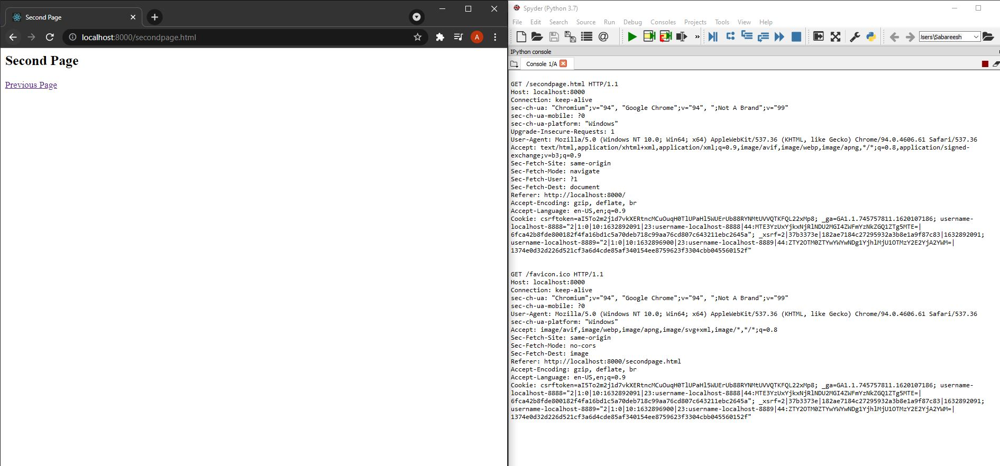 Second Page
localhost:8000/secondpage.html
A
Second Page
Previous Page
Spyder (Python 3.7)
File Edit Search Source Run Debug Consoles Projects Tools View Help
Jsers\Sabareesh
IPython console
Console 1/A
GET /secondpage.html HTTP/1.1
Host: localhost:8000
Connection: keep-alive
sec-ch-ua: "Chromium";v="94", "Google Chrome";v="94", ";Not A Brand";v="99"
sec-ch-ua-mobile: ?0
sec-ch-ua-platform: "Windows"
Upgrade-Insecure-Requests: 1
User-Agent: Mozilla/5.0 (Windows NT 10.0; Win64; x64) AppleWebKit/537.36 (KHTML, like Gecko) Chrome/94.0.4606.61 Safari/537.36
Accept: text/html,application/xhtml+xml,application/xml;q=0.9,image/avif,image/webp,image/apng,*/*;q=0.8,application/signed-
exchange;v=b3;q=0.9
Sec-Fetch-Site: same-origin
Sec-Fetch-Mode: navigate
Sec-Fetch-User: ?1
Sec-Fetch-Dest: document
Referer: http://localhost:8000/
Accept-Encoding: gzip, deflate, br
Accept-Language: en-US,en;q=0.9
Cookie: csrftoken=aI5To2m2j1d7vkXERtncMCuOuqH0TlUPaHl5WUErUb88RYNMtUVVQTKFQL22xMp8; _ga=GA1.1.745757811.1620107186; username-
localhost-8888="2|1:0|10:1632892091|23:username-localhost-8888|44:MTE3YzUxYjkxNjRlNDU2MGI4ZWFmYzNkZGQ1ZTg5MTE=|
6fca42b8fde800182f4fa16bd1c5a70deb718c99aa76cd807c643211ebc2645a"; _xsrf=2|37b3373e|182ae7184c27295932a3b8e1a9f87c83|1632892091;
username-localhost-8889="2|1:0|10:1632896900|23:username-localhost-8889|44:ZTY2OTM0ZTYwYWYwNDg1YjhlMjU1OTMzY2E2YjA2YWM=|
1374e0d32d226d521cf3a6d4cde85af340154ee8759623f3304cbb045560152f"
GET /favicon.ico HTTP/1.1
Host: localhost:8000
Connection: keep-alive
sec-ch-ua: "Chromium";v="94", "Google Chrome";v="94", ";Not A Brand";v="99"
sec-ch-ua-mobile: ?0
User-Agent: Mozilla/5.0 (Windows NT 10.0; Win64; x64) AppleWebKit/537.36 (KHTML, like Gecko) Chrome/94.0.4606.61 Safari/537.36
sec-ch-ua-platform: "Windows"
Accept: image/avif,image/webp,image/apng,image/svg+xml,image/*,*/*;q=0.8
Sec-Fetch-Site: same-origin
Sec-Fetch-Mode: no-cors
Sec-Fetch-Dest: image
Referer: http://localhost:8000/secondpage.html
Accept-Encoding: gzip, deflate, br
Accept-Language: en-US,en;q=0.9
Cookie: csrftoken=aI5To2m2j1d7vkXERtncMCuOuqH0TlUPaHl5WUErUb88RYNMtUVVQTKFQL22xMp8; _ga=GA1.1.745757811.1620107186; username-
localhost-8888="2|1:0|10:1632892091|23:username-localhost-8888|44:MTE3YzUxYjkxNjRlNDU2MGI4ZWFmYzNkZGQ1ZTg5MTE=|
6fca42b8fde800182f4fa16bd1c5a70deb718c99aa76cd807c643211ebc2645a"; _xsrf=2|37b3373e|182ae7184c27295932a3b8e1a9f87c83|1632892091;
username-localhost-8889="2|1:0|10:1632896900|23:username-localhost-8889|44:ZTY2OTM0ZTYwYWYwNDg1YjhlMjU1OTMzY2E2YjA2YWM=|
1374e0d32d226d521cf3a6d4cde85af340154ee8759623f3304cbb045560152f"